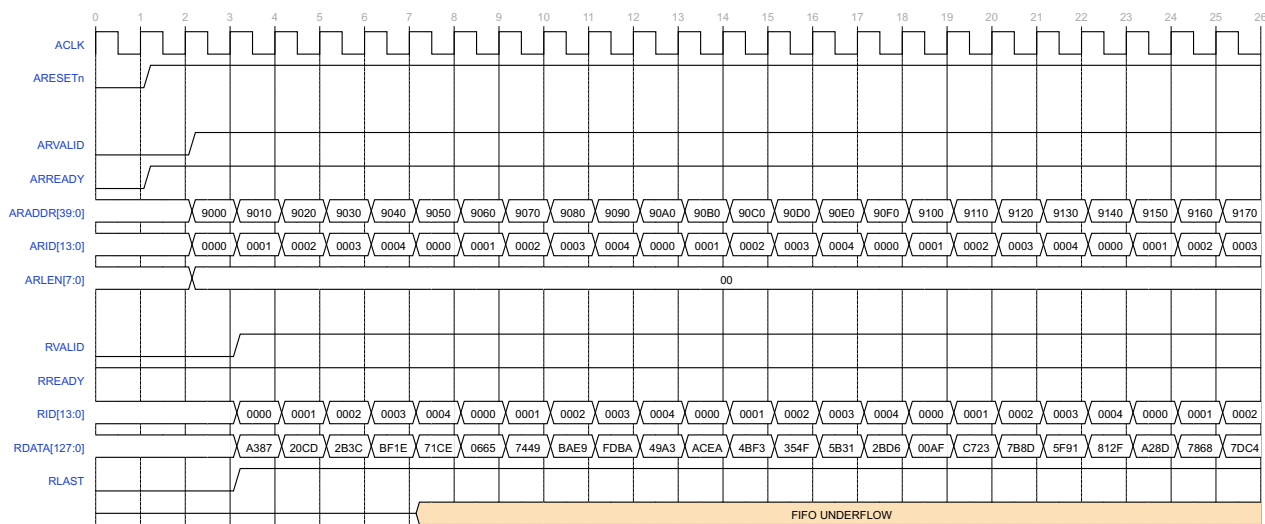 0 1 2 3 4 5 6 7 8 9 10 11 12 13 14 15 16 17 18 19 20 21 22 23 24 25 26
ACLK
ARESETn
ARVALID
ARREADY
ARADDR[39:0] 9000 9010 9020 9030 9040 9050 9060 9070 9080 9090 90A0 90B0 90C0 90D0 90E0 90F0 9100 9110 9120 9130 9140 9150 9160 9170
ARID[13:0] 0000 0001 0002 0003 0004 0000 0001 0002 0003 0004 0000 0001 0002 0003 0004 0000 0001 0002 0003 0004 0000 0001 0002 0003
ARLEN[7:0] 00
RVALID
RREADY
RID[13:0] 0000 0001 0002 0003 0004 0000 0001 0002 0003 0004 0000 0001 0002 0003 0004 0000 0001 0002 0003 0004 0000 0001 0002
RDATA[127:0] A387 20CD 2B3C BF1E 71CE 0665 7449 BAE9 FDBA 49A3 ACEA 4BF3 354F 5B31 2BD6 00AF C723 7B8D 5F91 812F A28D 7868 7DC4
RLAST
FIFO UNDERFLOW